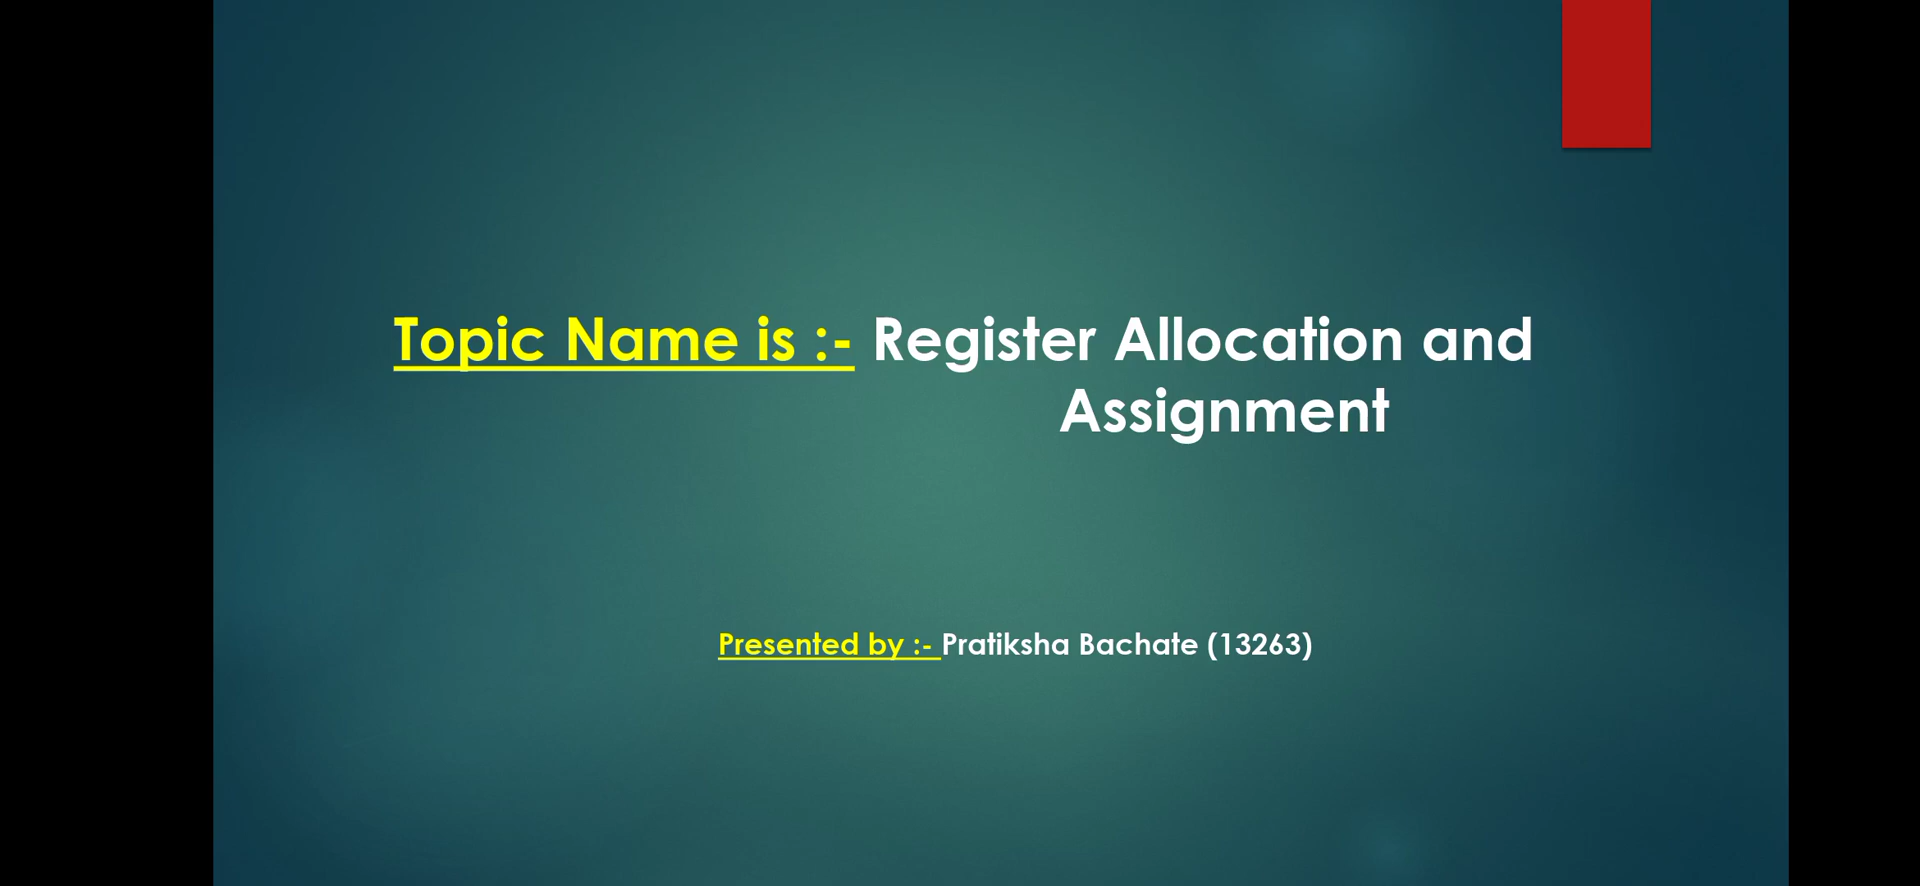 Topic Name is :- Register Allocation and
Assignment
Presented by :- Pratiksha Bachate (13263)